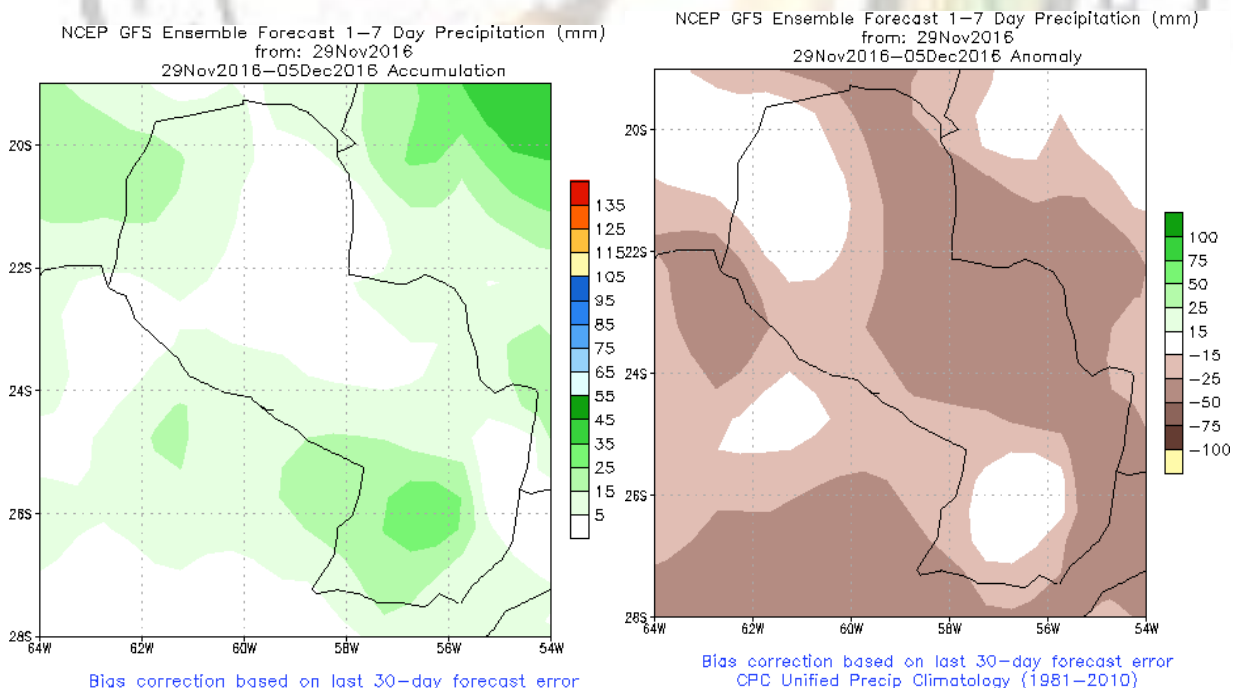 NCEP GFS Ensemble Forecast 1–7 Day Precipitation (mm)
from: 29Nov2016
29Nov2016–05Dec2016 Accumulation
20S
22S
24S
26S
28S
64W
62W
60W
58W
56W
54W
135
125
115
105
95
85
75
65
55
45
35
25
15
5
Bias correction based on last 30–day forecast error
NCEP GFS Ensemble Forecast 1–7 Day Precipitation (mm)
from: 29Nov2016
29Nov2016–05Dec2016 Anomaly
20S
22S
24S
26S
28S
64W
62W
60W
58W
56W
54W
100
75
50
25
15
−15
−25
−50
−75
−100
Bias correction based on last 30–day forecast error
CPC Unified Precip Climatology (1981–2010)